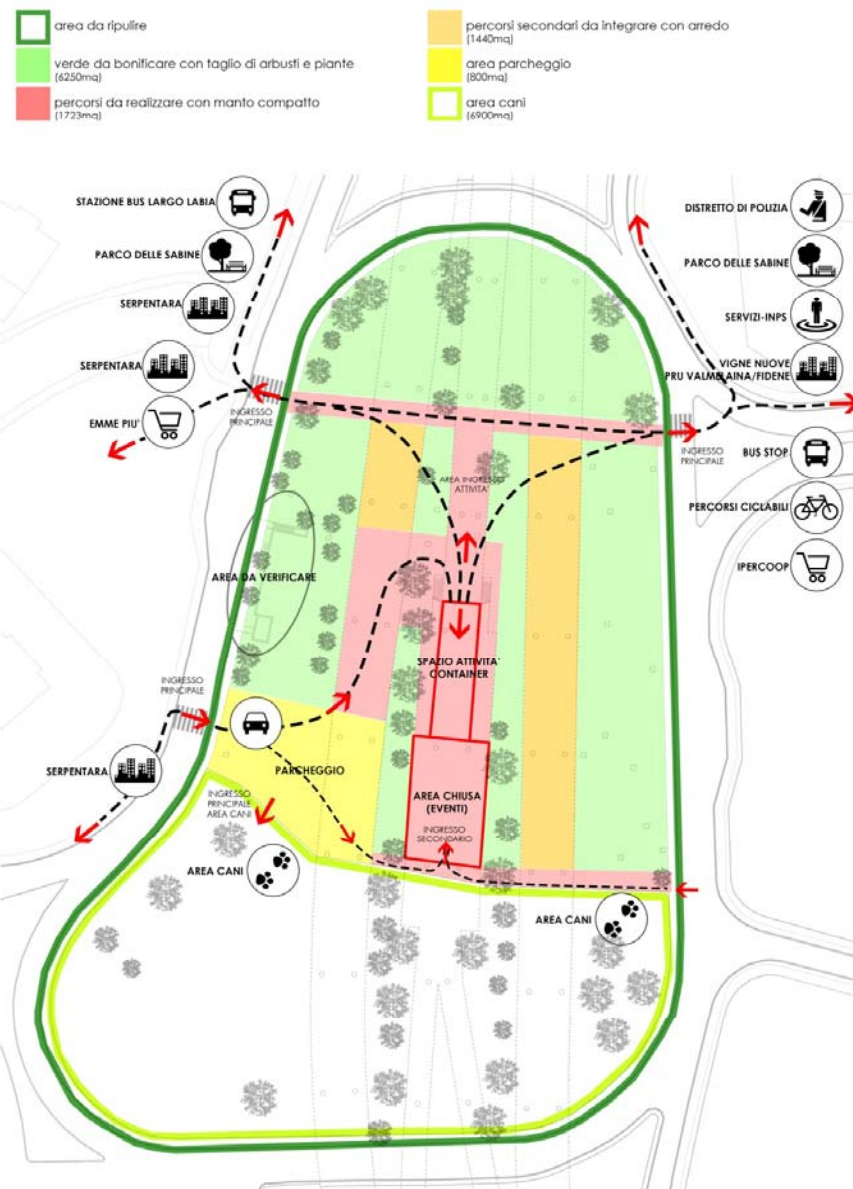 area da ripulire
verde da bonificare con taglio di arbusti e piante
(6250mq)
percorsi da realizzare con manto compatto
(1723mq)
percorsi secondari da integrare con arredo
(1440mq)
area parcheggio
(800mq)
area cani
(6900mq)
STAZIONE BUS LARGO LABIA
PARCO DELLE SABINE
SERPENTARA
SERPENTARA
EMME PIU'
INGRESSO
PRINCIPALE
DISTRETTO DI POLIZIA
PARCO DELLE SABINE
SERVIZI-INPS
VIGNE NUOVE
PRU VALMELAINA/FIDENE
INGRESSO
PRINCIPALE
BUS STOP
PERCORSI CICLABILI
IPERCOOP
AREA INGRESSO
ATTIVITA'
AREA DA VERIFICARE
SPAZIO ATTIVITA'
CONTAINER
INGRESSO
PRINCIPALE
SERPENTARA
PARCHEGGIO
INGRESSO
PRINCIPALE
AREA CANI
AREA CHIUSA
(EVENTI)
INGRESSO
SECONDARIO
AREA CANI
AREA CANI